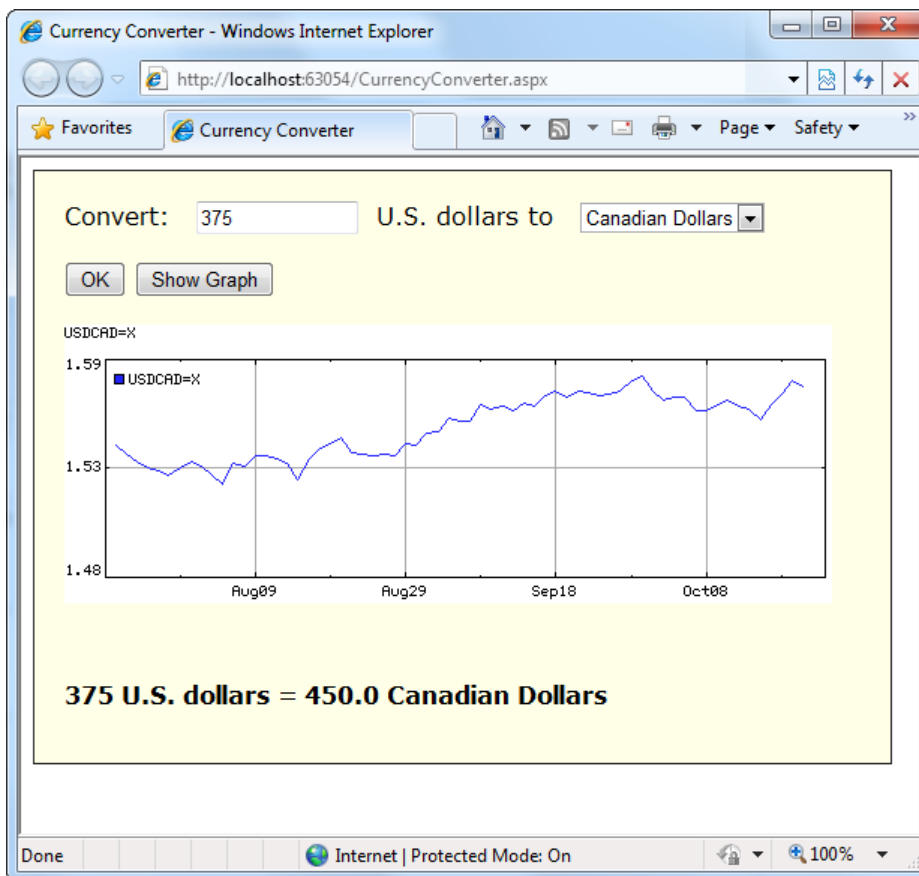 Currency Converter - Windows Internet Explorer
http://localhost:63054/CurrencyConverter.aspx
Favorites Currency Converter Page Safety »
Convert: 375 U.S. dollars to Canadian Dollars
OK Show Graph
USDCAD=X
1.59
USDCAD=X
1.53
1.48
Aug09 Aug29 Sep18 Oct08
375 U.S. dollars = 450.0 Canadian Dollars
Done Internet | Protected Mode: On 100%